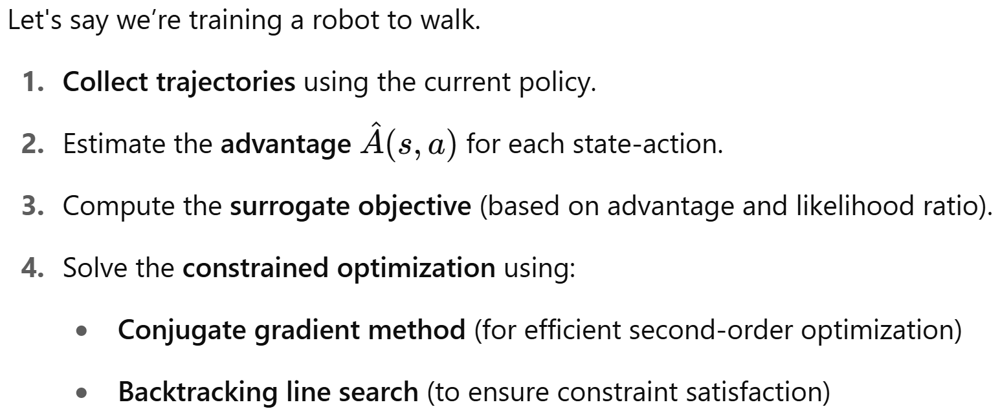 Let's say we’re training a robot to walk.
1. Collect trajectories using the current policy.
2. Estimate the advantage Â(s, a) for each state-action.
3. Compute the surrogate objective (based on advantage and likelihood ratio).
4. Solve the constrained optimization using:
• Conjugate gradient method (for efficient second-order optimization)
• Backtracking line search (to ensure constraint satisfaction)